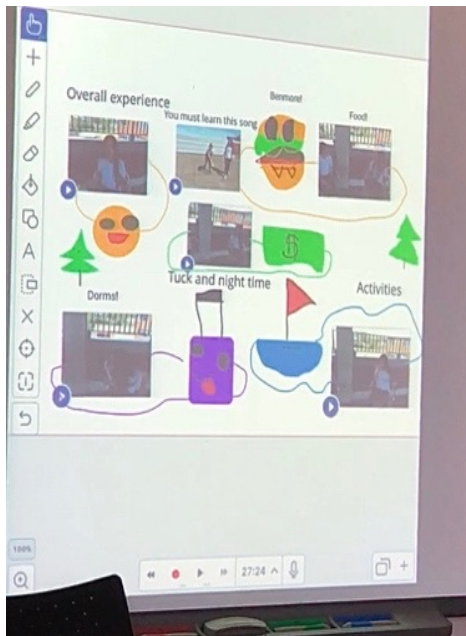 Overall experience
You must learn this song
Benmore!
Food!
$
Tuck and night time
Dorms!
Activities
A
100%
27:24